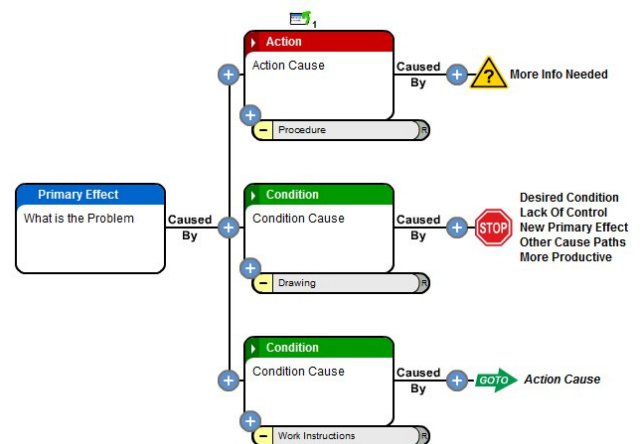 1
Action
Action Cause
Caused
By
?
More Info Needed
Procedure
R
Primary Effect
What is the Problem
Caused
By
Condition
Condition Cause
Caused
By
STOP
Desired Condition
Lack Of Control
New Primary Effect
Other Cause Paths
More Productive
Drawing
R
Condition
Condition Cause
Caused
By
GOTO
Action Cause
Work Instructions
R